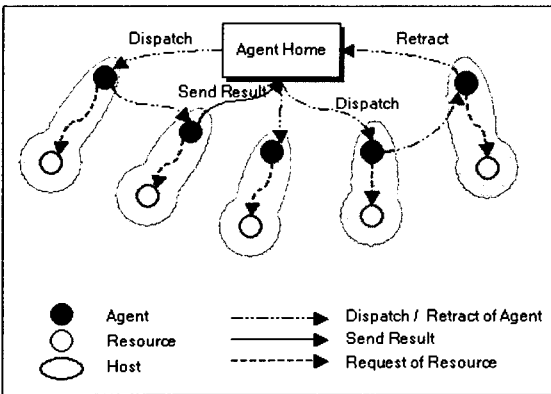 Dispatch
Agent Home
Retract
Send Result
Dispatch
Agent
Resource
Host
Dispatch / Retract of Agent
Send Result
Request of Resource